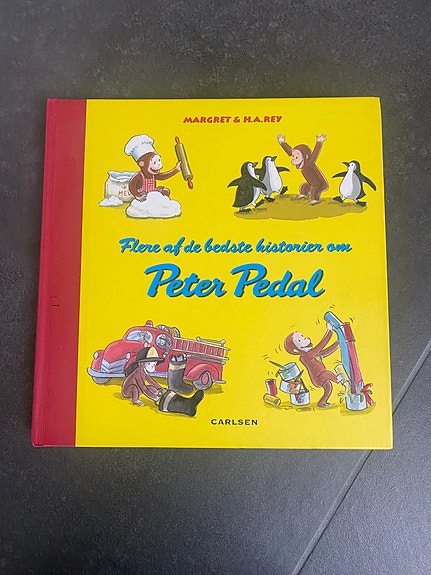 MARGRET & H.A.REY
Flere af de bedste historier om
Peter Pedal
CARLSEN